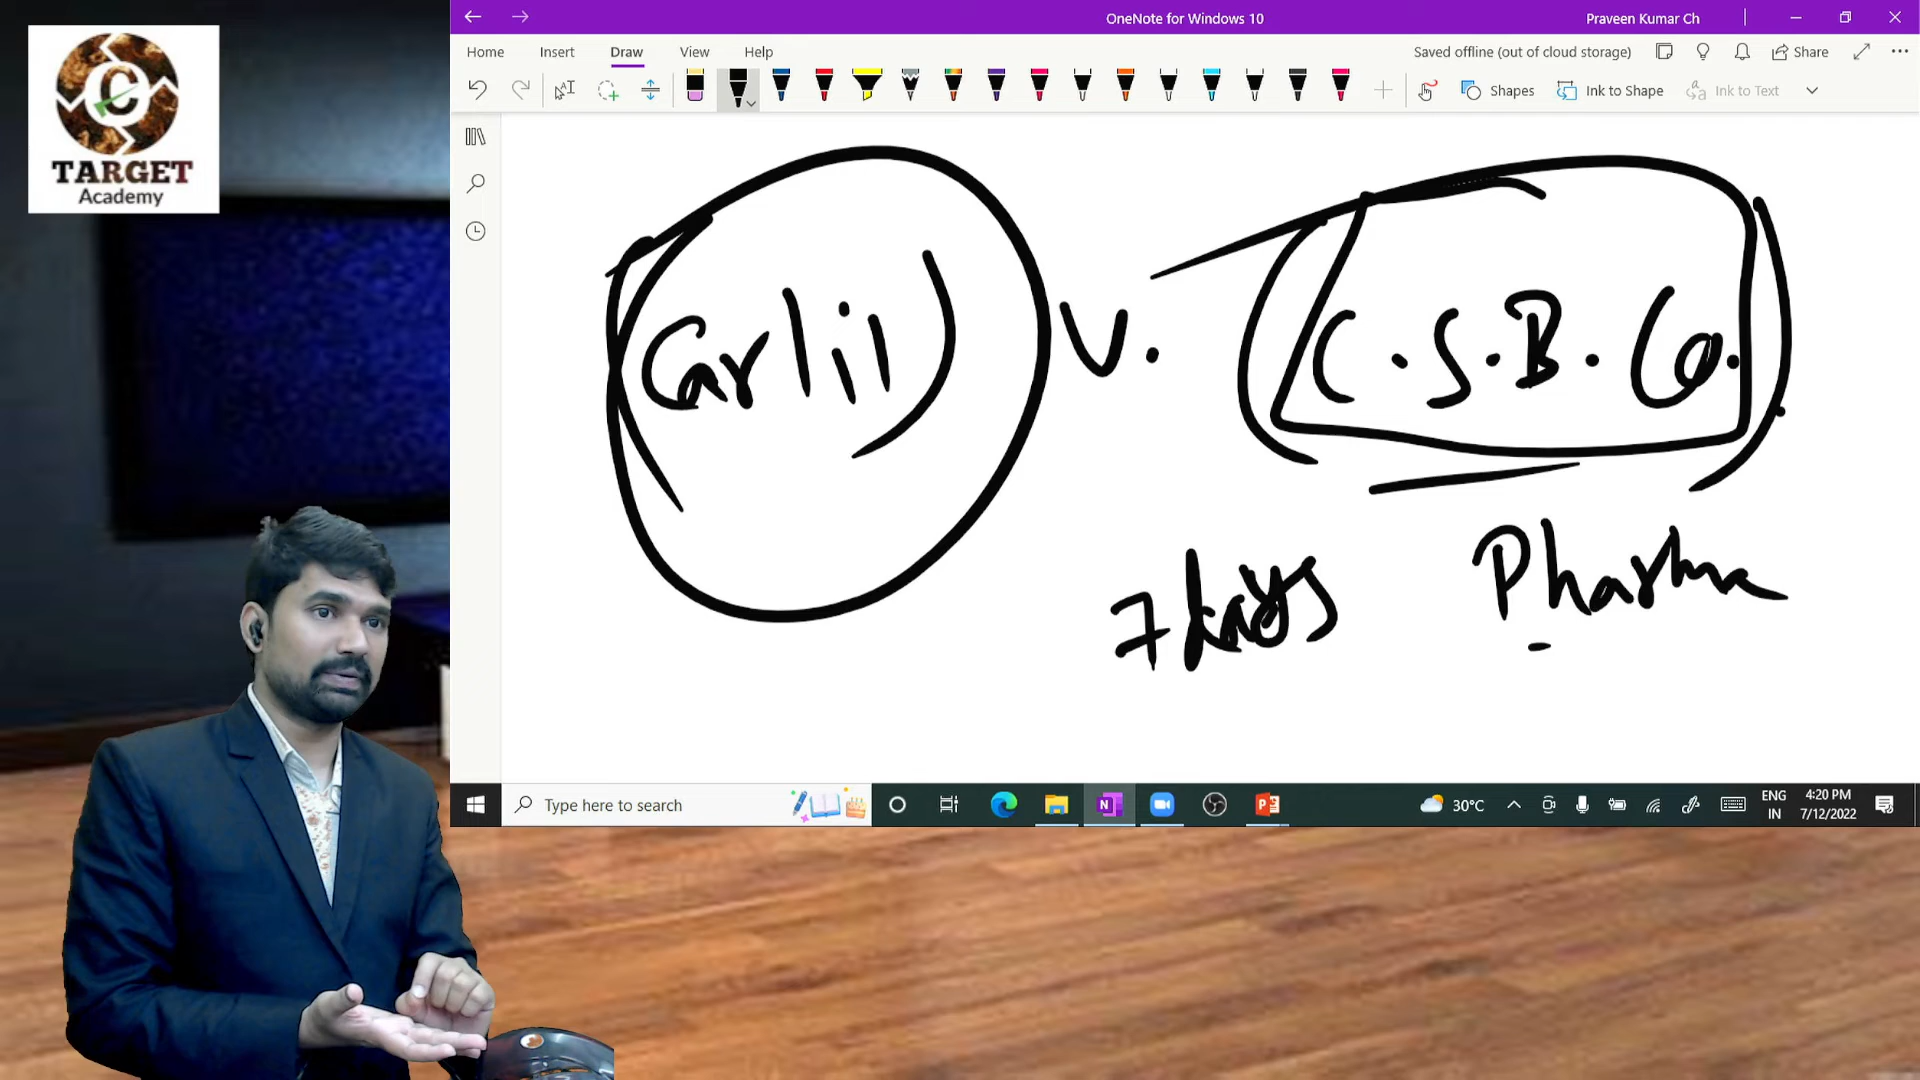 C
TARGET
Academy
OneNote for Windows 10
Praveen Kumar Ch
Home Insert Draw View Help
Saved offline (out of cloud storage)
Share
Shapes
Ink to Shape
Ink to Text
Carlil V. C.S.B.Co.
7 days
Pharma
Type here to search
30°C
ENG
IN
4:20 PM
7/12/2022